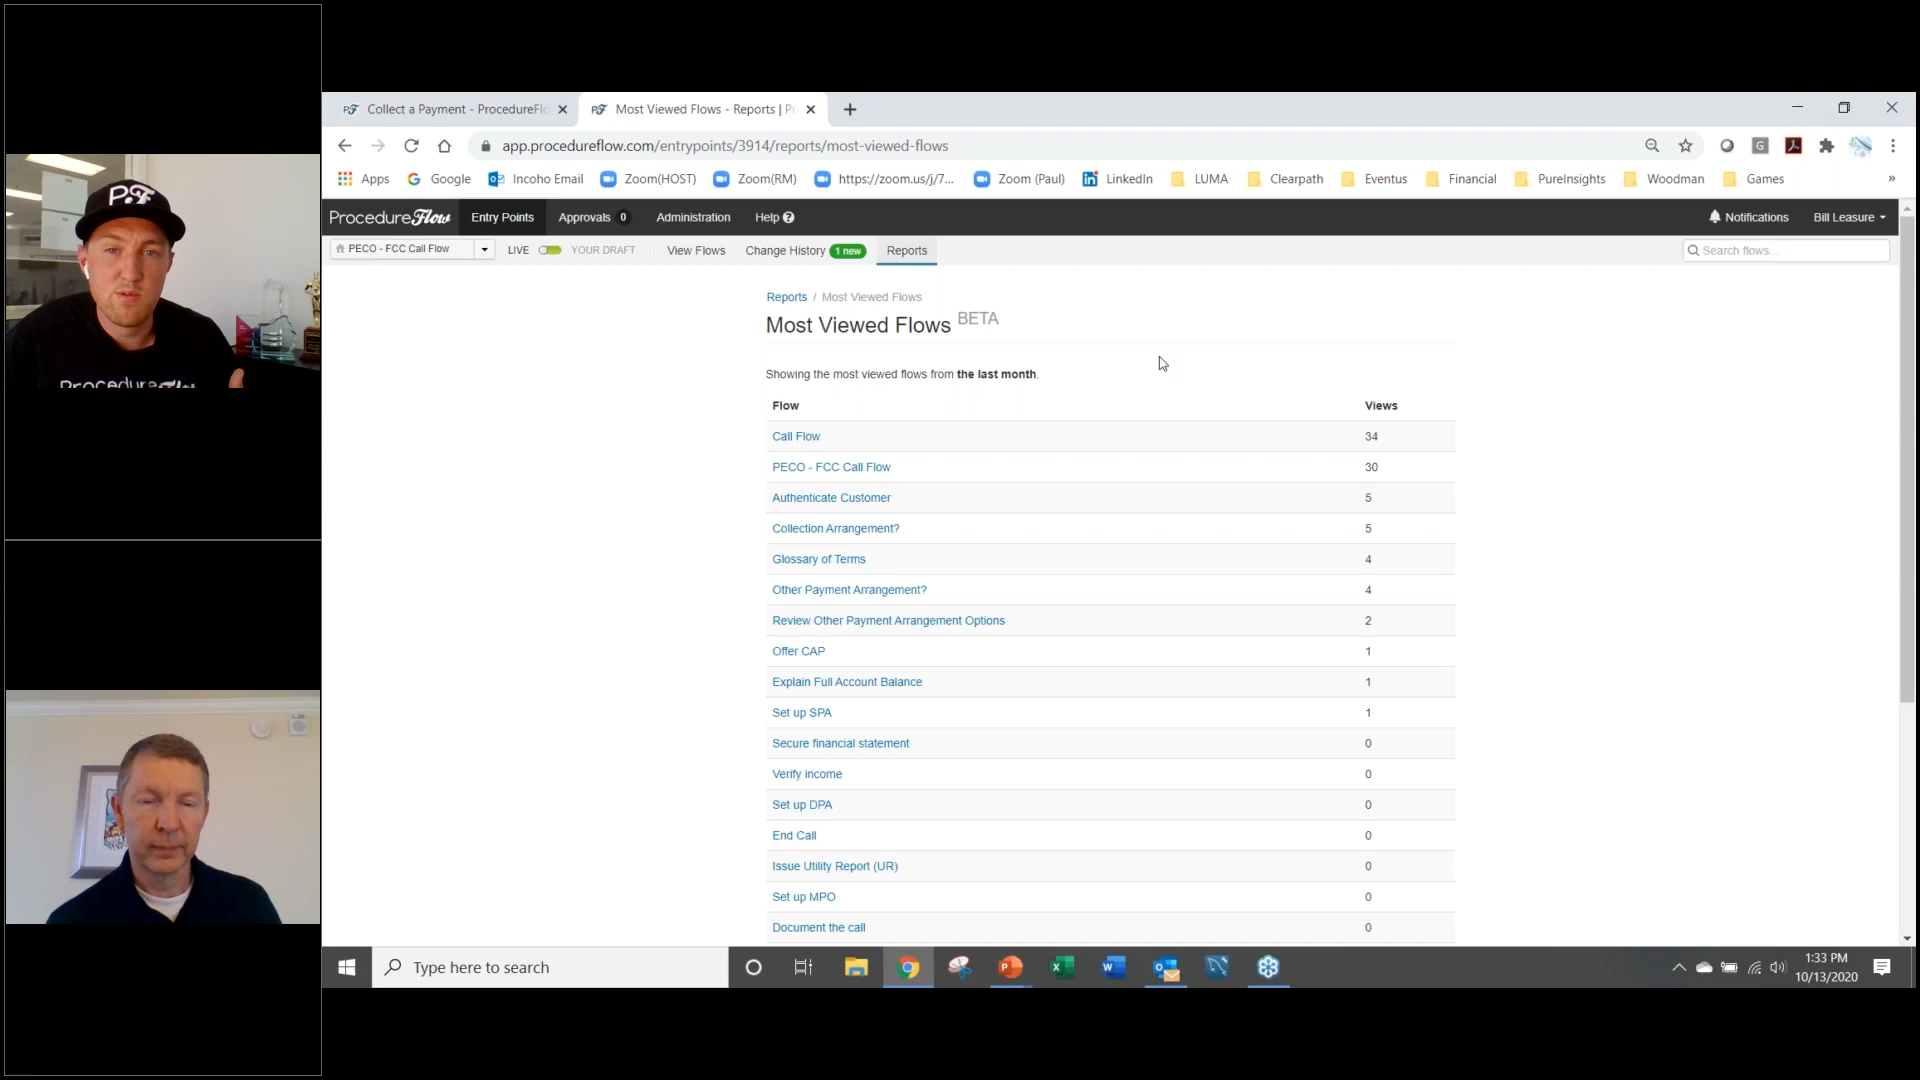 P.F
ProcedureFlow
Collect a Payment - ProcedureFlo
Most Viewed Flows - Reports | P
app.procedureflow.com/entrypoints/3914/reports/most-viewed-flows
Apps Google Incoho Email Zoom(HOST) Zoom(RM) https://zoom.us/j/7... Zoom (Paul) LinkedIn LUMA Clearpath Eventus Financial PureInsights Woodman Games »
ProcedureFlow Entry Points Approvals 0 Administration Help ? Notifications Bill Leasure
PECO - FCC Call Flow LIVE YOUR DRAFT View Flows Change History 1 new Reports Search flows...
Reports / Most Viewed Flows
Most Viewed Flows BETA
Showing the most viewed flows from the last month.
Flow Views
Call Flow 34
PECO - FCC Call Flow 30
Authenticate Customer 5
Collection Arrangement? 5
Glossary of Terms 4
Other Payment Arrangement? 4
Review Other Payment Arrangement Options 2
Offer CAP 1
Explain Full Account Balance 1
Set up SPA 1
Secure financial statement 0
Verify income 0
Set up DPA 0
End Call 0
Issue Utility Report (UR) 0
Set up MPO 0
Document the call 0
Type here to search
1:33 PM
10/13/2020